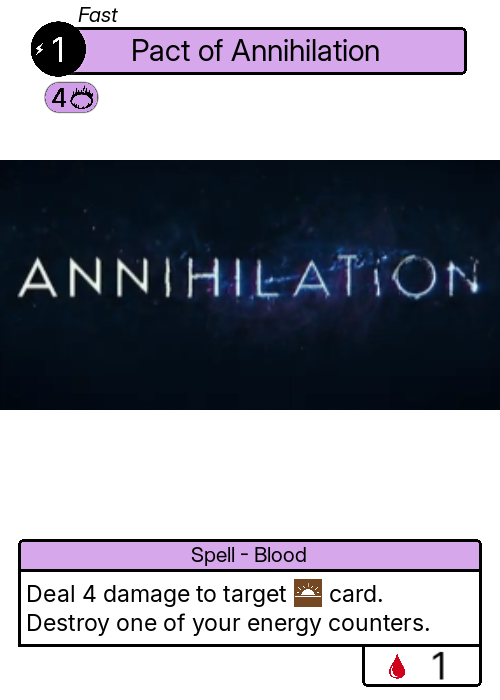 Fast
1
Pact of Annihilation
4
ANNIHILATION
Spell - Blood
Deal 4 damage to target card.
Destroy one of your energy counters.
1